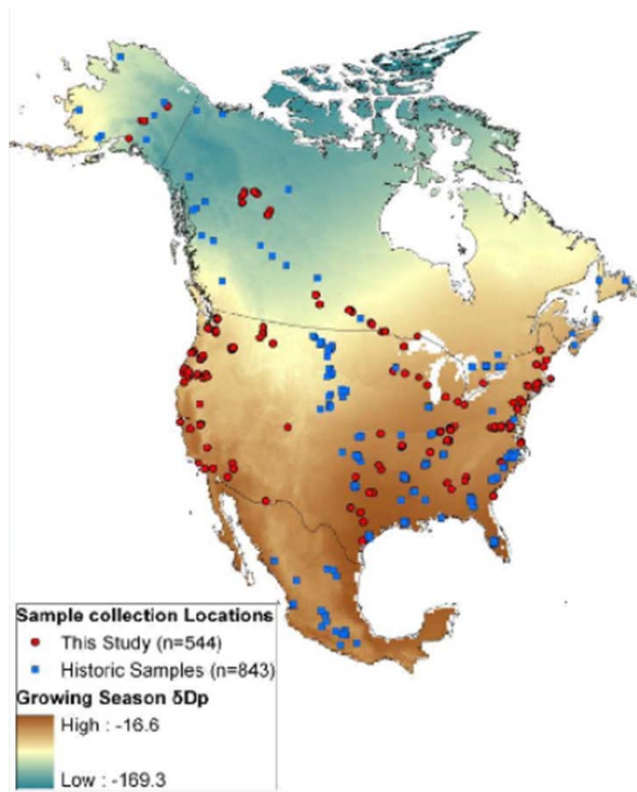 Sample collection Locations
This Study (n=544)
Historic Samples (n=843)
Growing Season δDp
High : -16.6
Low : -169.3